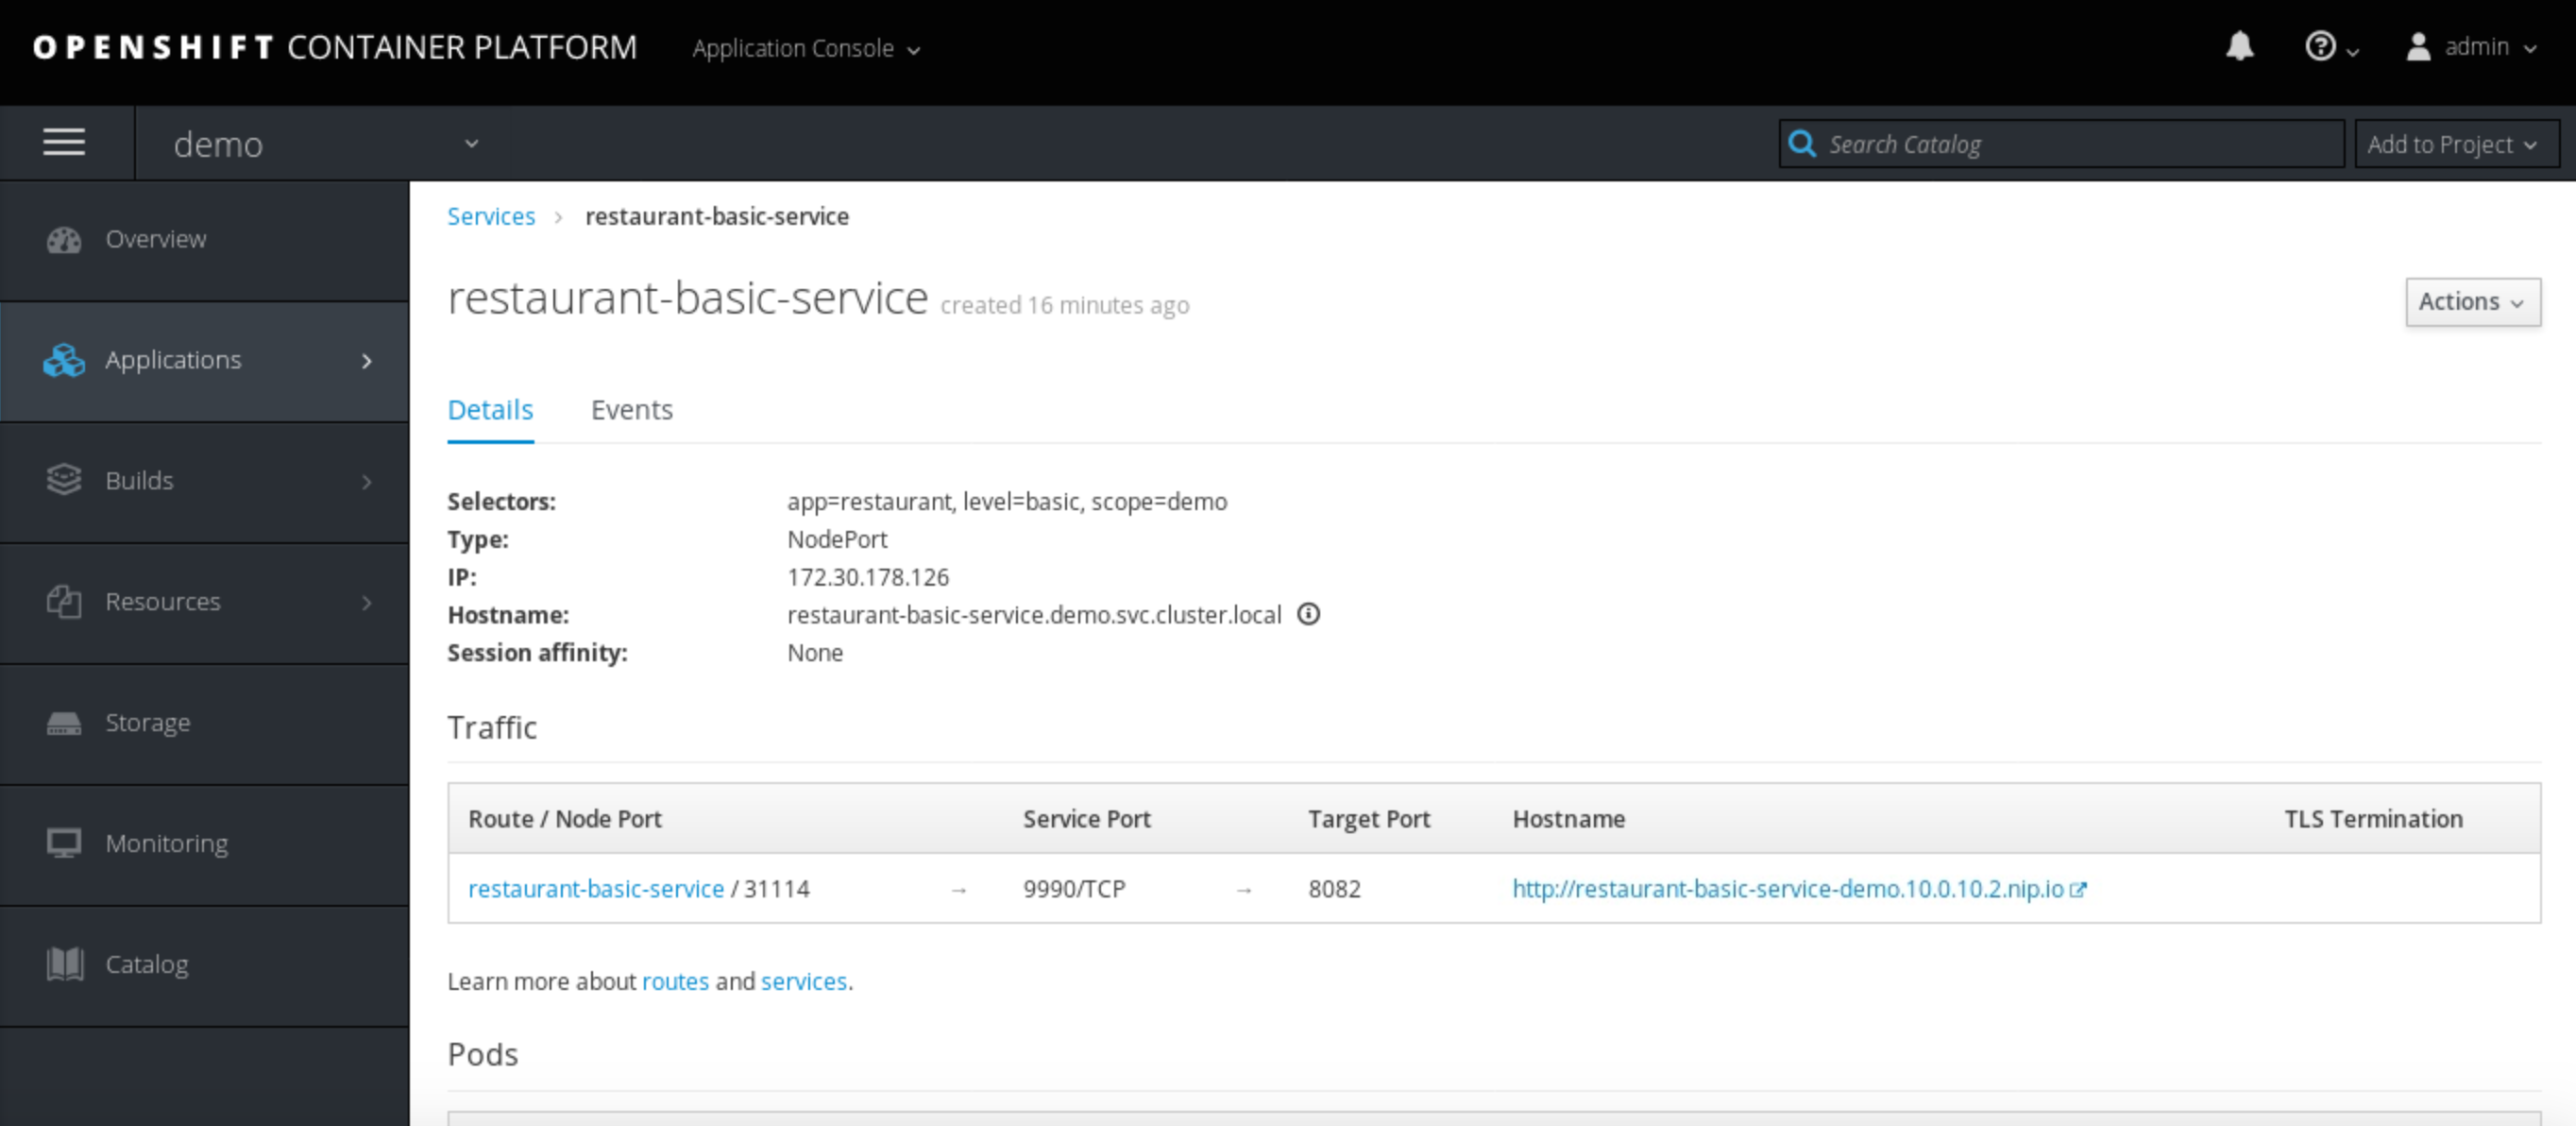 OPENSHIFT CONTAINER PLATFORM Application Console admin
demo Search Catalog Add to Project
Overview
Applications
Builds
Resources
Storage
Monitoring
Catalog
Services > restaurant-basic-service
restaurant-basic-service created 16 minutes ago Actions
Details Events
Selectors: app=restaurant, level=basic, scope=demo
Type: NodePort
IP: 172.30.178.126
Hostname: restaurant-basic-service.demo.svc.cluster.local
Session affinity: None
Traffic
Route / Node Port Service Port Target Port Hostname TLS Termination
restaurant-basic-service / 31114 → 9990/TCP → 8082 http://restaurant-basic-service-demo.10.0.10.2.nip.io
Learn more about routes and services.
Pods